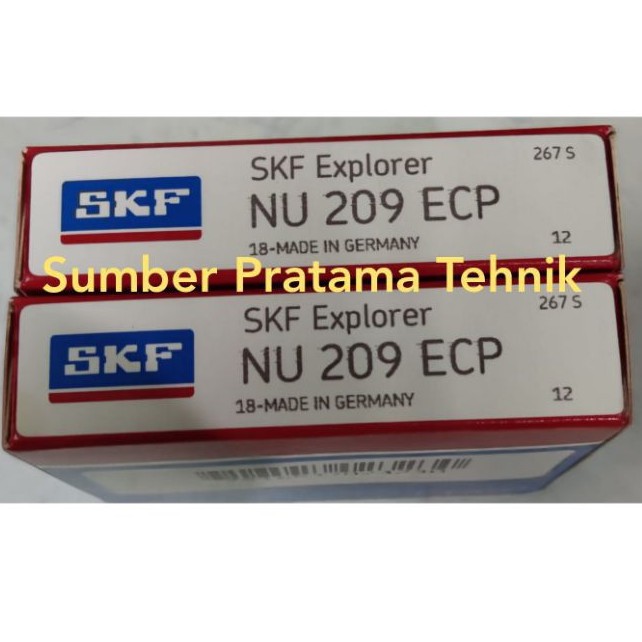 SKF
SKF Explorer
267 S
NU 209 ECP
18-MADE IN GERMANY
12
Sumber Pratama Tehnik
SKF
SKF Explorer
267 S
NU 209 ECP
18-MADE IN GERMANY
12